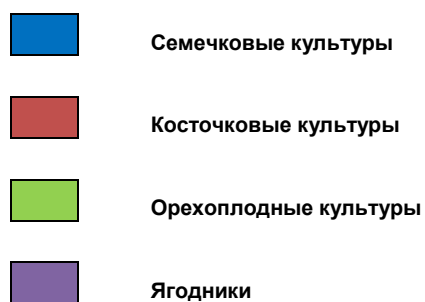 Семечковые культуры
Косточковые культуры
Орехоплодные культуры
Ягодники